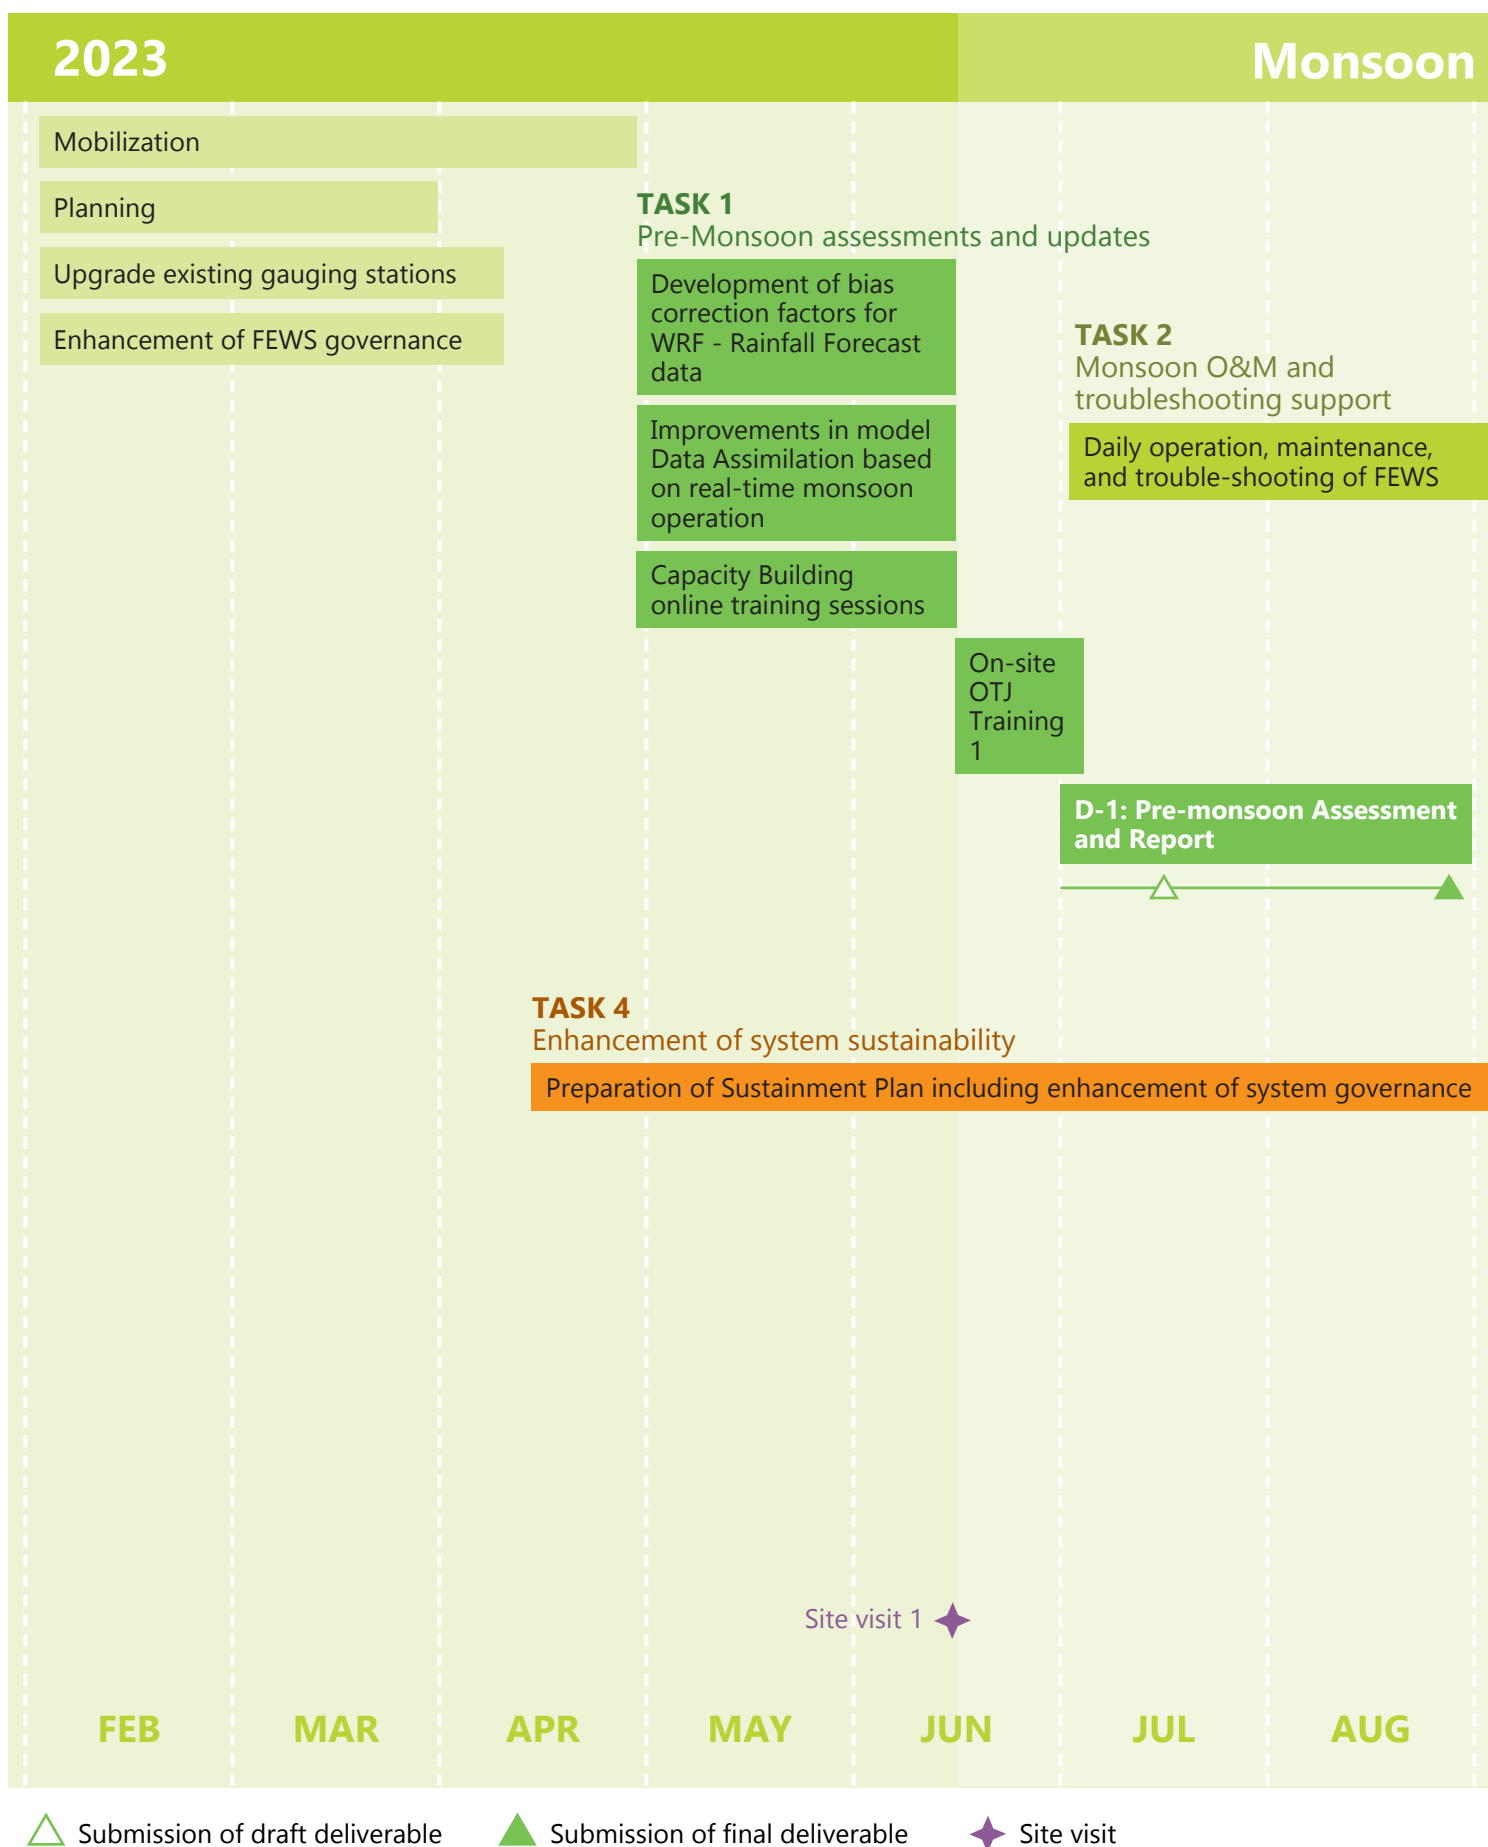 2023
Monsoon
Mobilization
Planning
Upgrade existing gauging stations
Enhancement of FEWS governance
TASK 1
Pre-Monsoon assessments and updates
Development of bias
correction factors for
WRF - Rainfall Forecast
data
Improvements in model
Data Assimilation based
on real-time monsoon
operation
Capacity Building
online training sessions
On-site
OTJ
Training
1
TASK 2
Monsoon O&M and
troubleshooting support
Daily operation, maintenance,
and trouble-shooting of FEWS
D-1: Pre-monsoon Assessment
and Report
TASK 4
Enhancement of system sustainability
Preparation of Sustainment Plan including enhancement of system governance
Site visit 1
FEB MAR APR MAY JUN JUL AUG
Submission of draft deliverable Submission of final deliverable Site visit